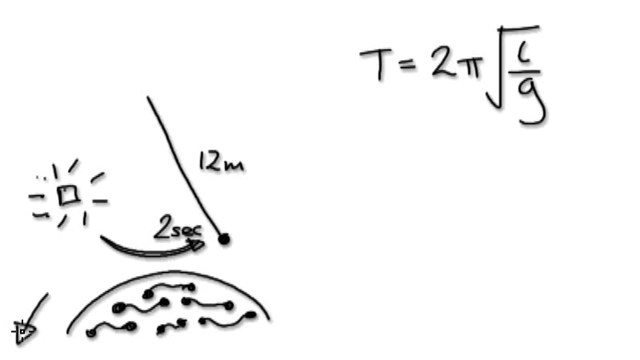 T = 2π√(l/g)
12m
2sec